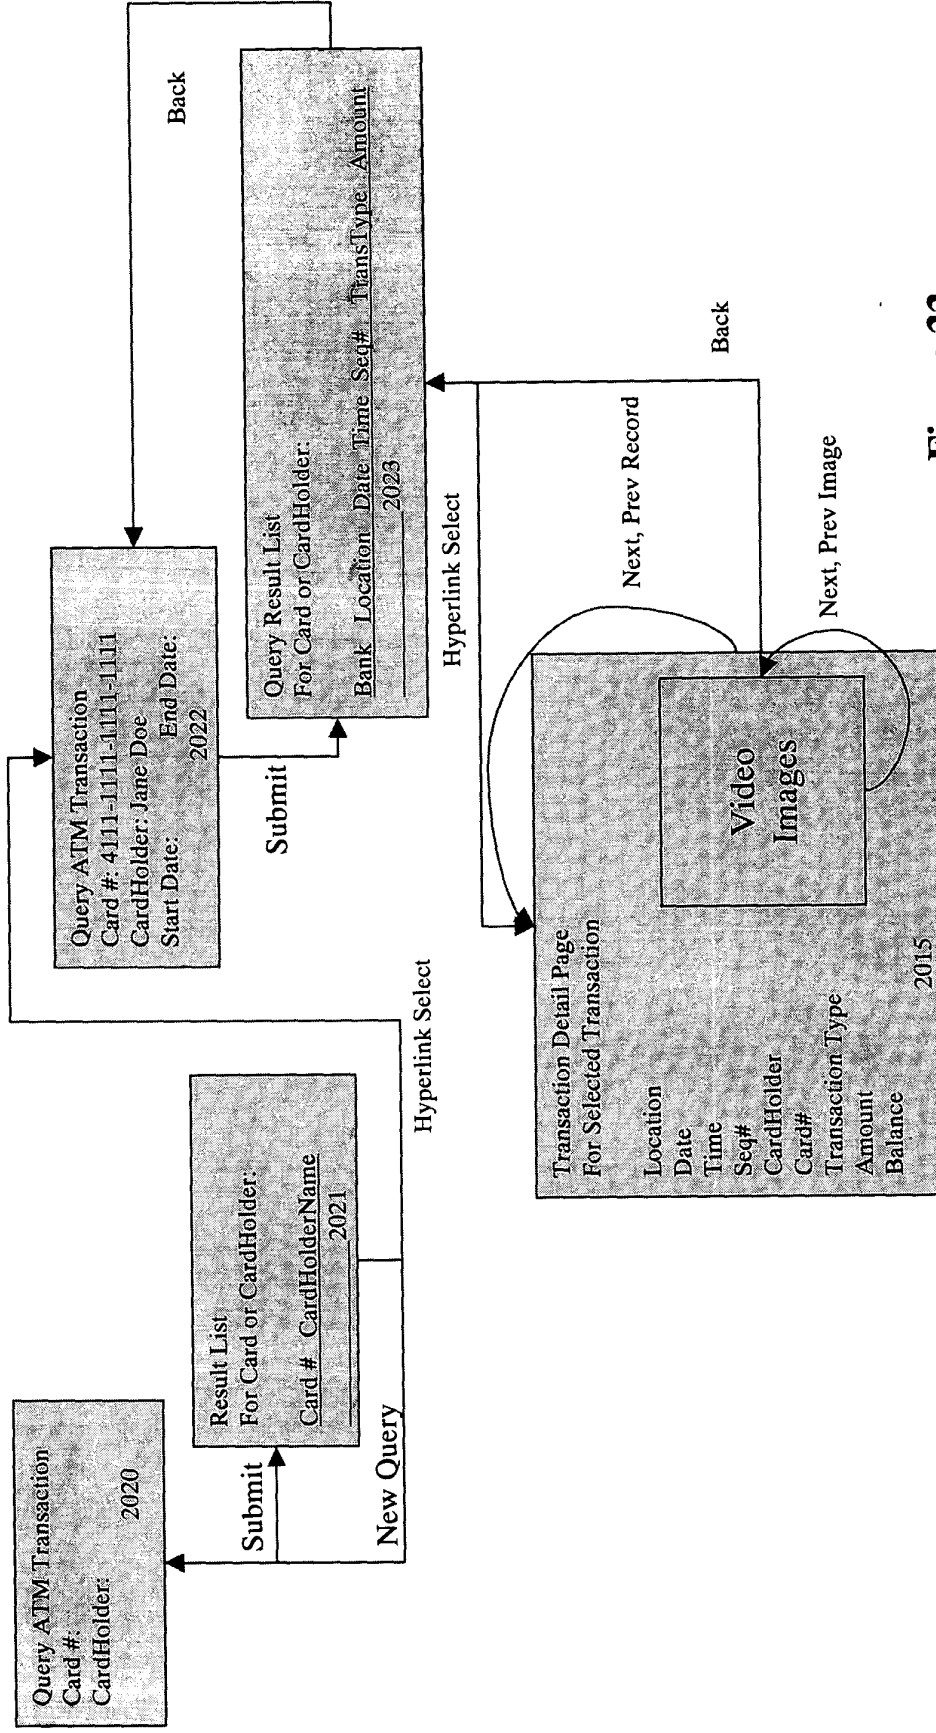 Query ATM Transaction
Card #:
CardHolder:
2020
Submit
New Query
Result List
For Card or CardHolder:
Card # CardHolderName
2021
Hyperlink Select
Query ATM Transaction
Card #: 4111-1111-1111-1111
CardHolder: Jane Doe
Start Date: End Date:
2022
Submit
Back
Query Result List
For Card or CardHolder:
Bank Location Date Time Seq# TransType Amount
2023
Hyperlink Select
Back
Next, Prev Record
Transaction Detail Page
For Selected Transaction
Location
Date
Time
Seq#
CardHolder
Card#
Transaction Type
Amount
Balance
2015
Video
Images
Next, Prev Image